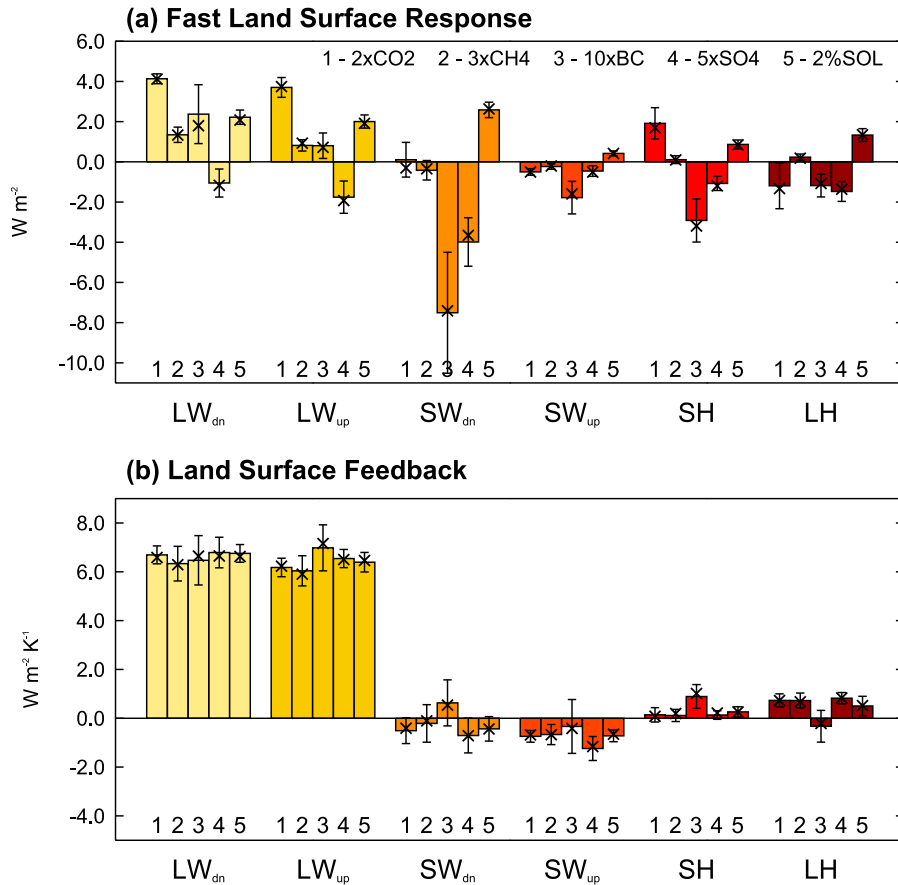 (a) Fast Land Surface Response
6.0
1 - 2xCO2 2 - 3xCH4 3 - 10xBC 4 - 5xSO4 5 - 2%SOL
4.0
2.0
0.0
-2.0
-4.0
-6.0
-8.0
-10.0
W m-2
1 2 3 4 5 1 2 3 4 5 1 2 3 4 5 1 2 3 4 5 1 2 3 4 5 1 2 3 4 5
LWdn LWup SWdn SWup SH LH
(b) Land Surface Feedback
8.0
6.0
4.0
2.0
0.0
-2.0
-4.0
W m-2 K-1
1 2 3 4 5 1 2 3 4 5 1 2 3 4 5 1 2 3 4 5 1 2 3 4 5 1 2 3 4 5
LWdn LWup SWdn SWup SH LH